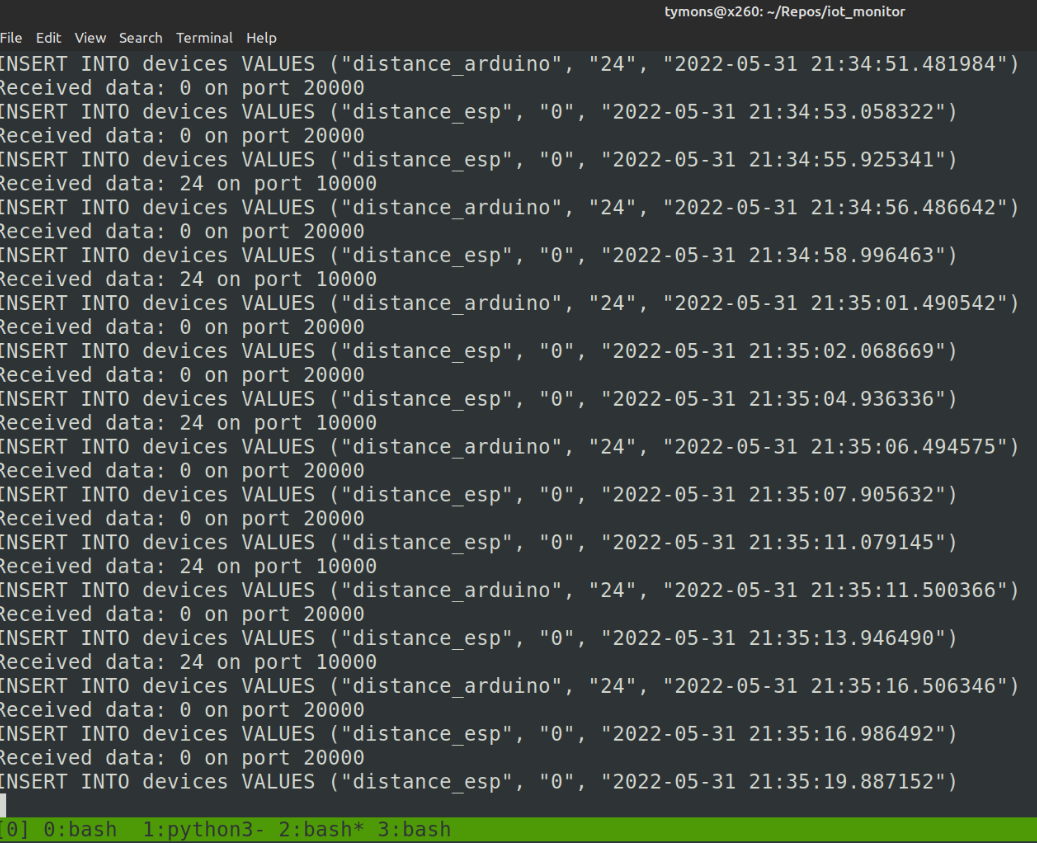 tymons@x260: ~/Repos/iot_monitor
File Edit View Search Terminal Help
INSERT INTO devices VALUES ("distance_arduino", "24", "2022-05-31 21:34:51.481984")
Received data: 0 on port 20000
INSERT INTO devices VALUES ("distance_esp", "0", "2022-05-31 21:34:53.058322")
Received data: 0 on port 20000
INSERT INTO devices VALUES ("distance_esp", "0", "2022-05-31 21:34:55.925341")
Received data: 24 on port 10000
INSERT INTO devices VALUES ("distance_arduino", "24", "2022-05-31 21:34:56.486642")
Received data: 0 on port 20000
INSERT INTO devices VALUES ("distance_esp", "0", "2022-05-31 21:34:58.996463")
Received data: 24 on port 10000
INSERT INTO devices VALUES ("distance_arduino", "24", "2022-05-31 21:35:01.490542")
Received data: 0 on port 20000
INSERT INTO devices VALUES ("distance_esp", "0", "2022-05-31 21:35:02.068669")
Received data: 0 on port 20000
INSERT INTO devices VALUES ("distance_esp", "0", "2022-05-31 21:35:04.936336")
Received data: 24 on port 10000
INSERT INTO devices VALUES ("distance_arduino", "24", "2022-05-31 21:35:06.494575")
Received data: 0 on port 20000
INSERT INTO devices VALUES ("distance_esp", "0", "2022-05-31 21:35:07.905632")
Received data: 0 on port 20000
INSERT INTO devices VALUES ("distance_esp", "0", "2022-05-31 21:35:11.079145")
Received data: 24 on port 10000
INSERT INTO devices VALUES ("distance_arduino", "24", "2022-05-31 21:35:11.500366")
Received data: 0 on port 20000
INSERT INTO devices VALUES ("distance_esp", "0", "2022-05-31 21:35:13.946490")
Received data: 24 on port 10000
INSERT INTO devices VALUES ("distance_arduino", "24", "2022-05-31 21:35:16.506346")
Received data: 0 on port 20000
INSERT INTO devices VALUES ("distance_esp", "0", "2022-05-31 21:35:16.986492")
Received data: 0 on port 20000
INSERT INTO devices VALUES ("distance_esp", "0", "2022-05-31 21:35:19.887152")
[0] 0:bash 1:python3- 2:bash* 3:bash